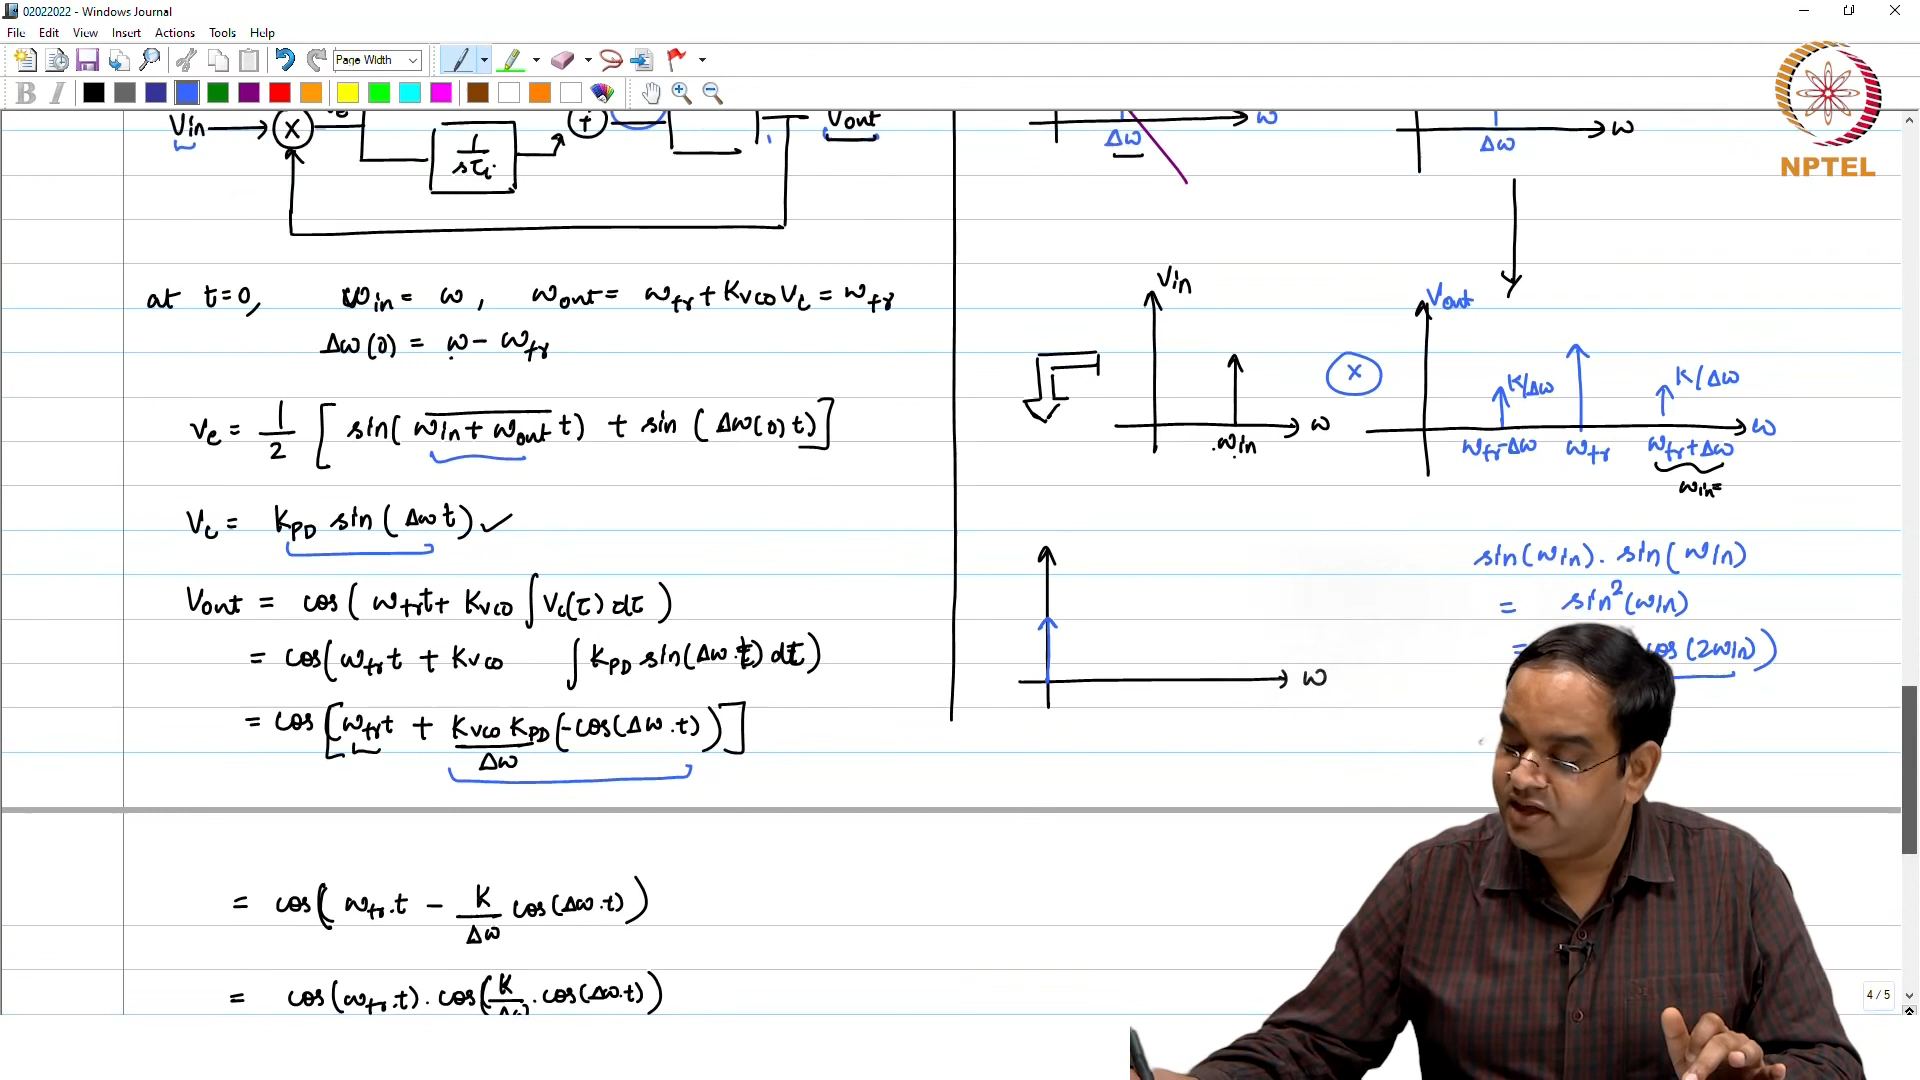 02022022 - Windows Journal
File Edit View Insert Actions Tools Help
Page Width
B I
NPTEL
Vin → X
1/sτi
+
Vout
Δω
ω
Δω
ω
at t=0, ωin = ω, ωout = ωfr + KVCO Vc = ωfr
Δω(0) = ω - ωfr
ve = 1/2 [ sin( ωin + ωout t) + sin ( Δω(0) t) ]
Vc = KPD sin ( Δω t) ✓
Vout = cos ( ωfr t + KVCO ∫ Vc(τ) dτ )
= cos( ωfr t + KVCO ∫ KPD sin(Δω.τ) dτ )
= cos [ ωfr t + KVCO KPD/Δω (-cos(Δω.t) ) ]
= cos( ωfr.t - K/Δω cos(Δω.t) )
= cos(ωfr.t). cos( K/Δω . cos(Δω.t) )
Vin
ωin
ω
X
Vout
K/Δω
K/Δω
ωfr-Δω ωfr ωfr+Δω ω
ωin=
ω
sin(ωin). sin(ωin)
= sin²(ωin)
= cos(2ωin))
4 / 5